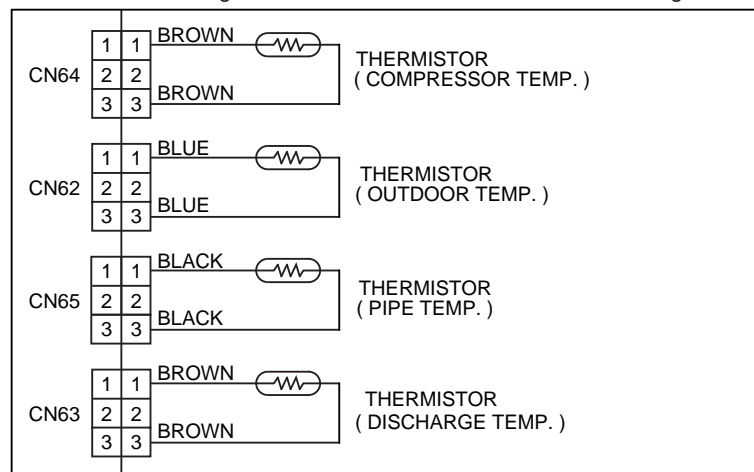 BROWN
1 1
CN64 2 2
3 3
BROWN
THERMISTOR
( COMPRESSOR TEMP. )
BLUE
1 1
CN62 2 2
3 3
BLUE
THERMISTOR
( OUTDOOR TEMP. )
BLACK
1 1
CN65 2 2
3 3
BLACK
THERMISTOR
( PIPE TEMP. )
BROWN
1 1
CN63 2 2
3 3
BROWN
THERMISTOR
( DISCHARGE TEMP. )